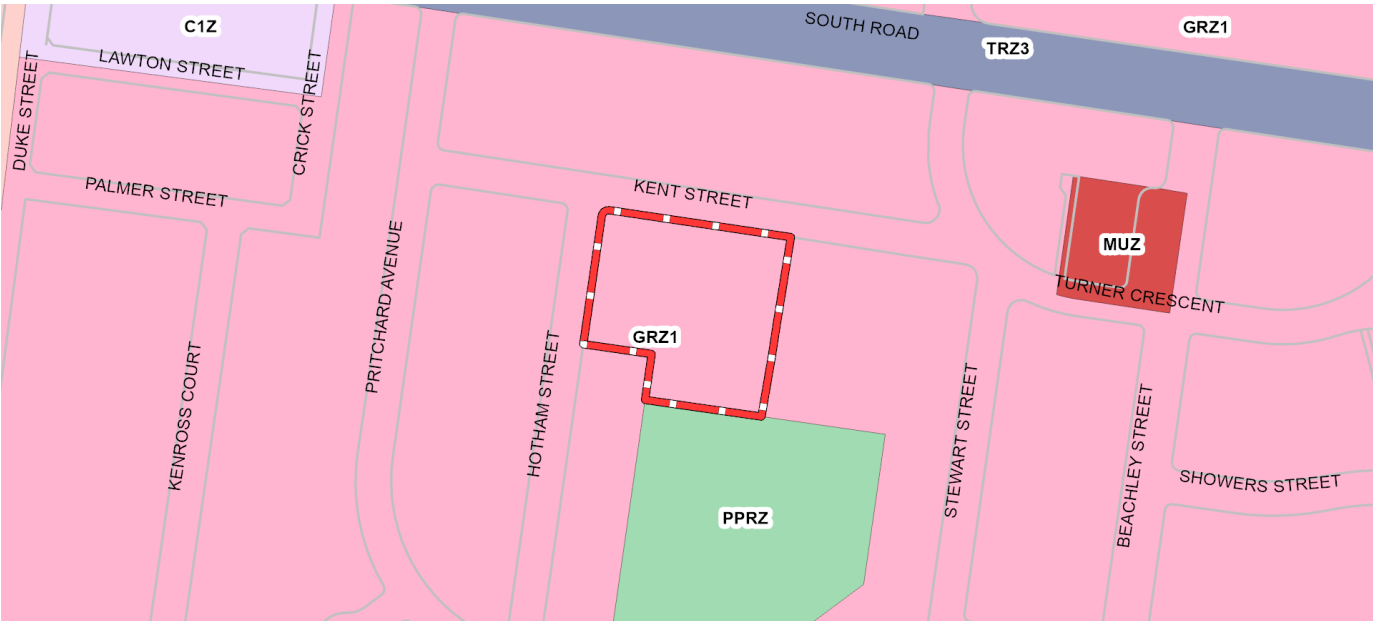 C1Z
SOUTH ROAD
GRZ1
TRZ3
LAWTON STREET
DUKE STREET
CRICK STREET
PALMER STREET
KENT STREET
MUZ
TURNER CRESCENT
PRITCHARD AVENUE
GRZ1
KENROSS COURT
HOTHAM STREET
STEWART STREET
BEACHLEY STREET
SHOWERS STREET
PPRZ